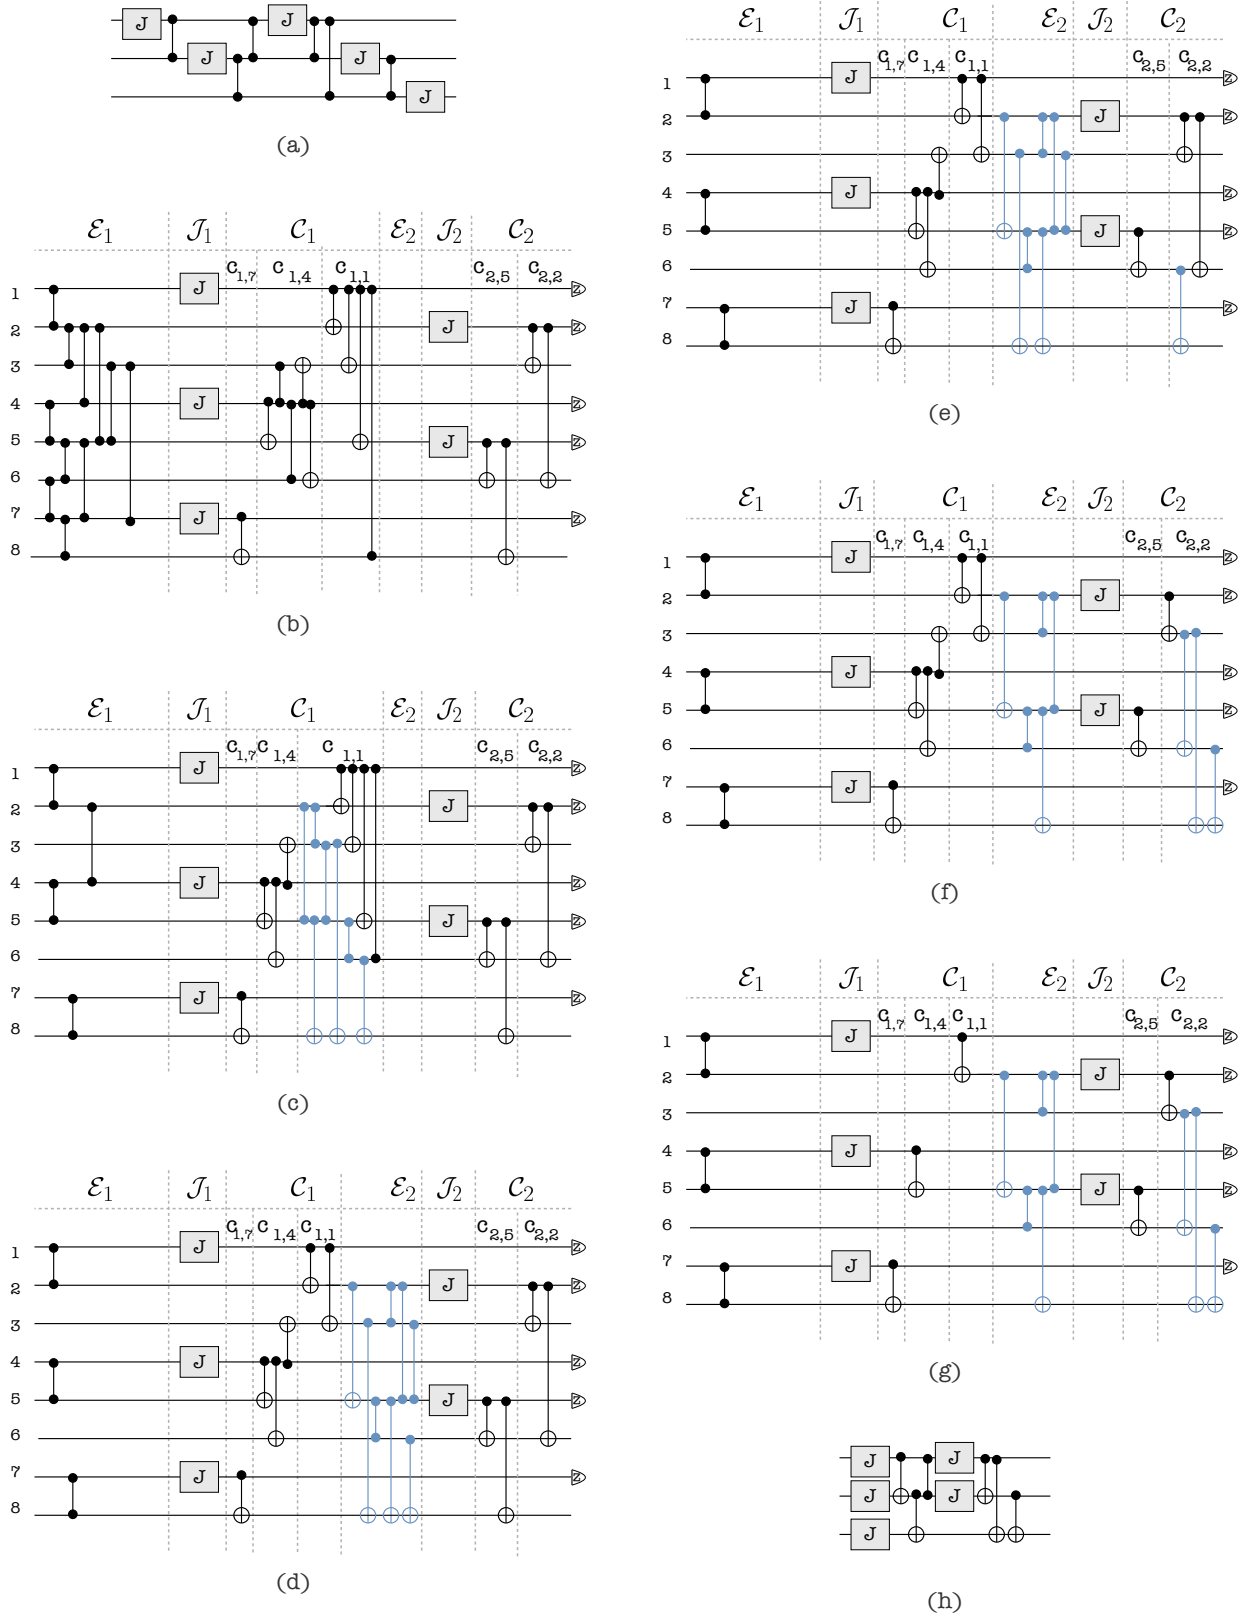 J J J J J
(a)
ℰ₁ 𝒥₁ 𝒞₁ ℰ₂ 𝒥₂ 𝒞₂
C₁,₇ C₁,₄ C₁,₁ C₂,₅ C₂,₂
1 J Z
2 J Z
3 Z
4 J Z
5 J Z
6 Z
7 J Z
8
(b)
ℰ₁ 𝒥₁ 𝒞₁ ℰ₂ 𝒥₂ 𝒞₂
C₁,₇ C₁,₄ C₁,₁ C₂,₅ C₂,₂
1 J Z
2 J Z
3 Z
4 J Z
5 J Z
6 Z
7 J Z
8
(c)
ℰ₁ 𝒥₁ 𝒞₁ ℰ₂ 𝒥₂ 𝒞₂
C₁,₇ C₁,₄ C₁,₁ C₂,₅ C₂,₂
1 J Z
2 J Z
3 Z
4 J Z
5 J Z
6 Z
7 J Z
8
(d)
ℰ₁ 𝒥₁ 𝒞₁ ℰ₂ 𝒥₂ 𝒞₂
C₁,₇ C₁,₄ C₁,₁ C₂,₅ C₂,₂
1 J Z
2 J Z
3 Z
4 J Z
5 J Z
6 Z
7 J Z
8
(e)
ℰ₁ 𝒥₁ 𝒞₁ ℰ₂ 𝒥₂ 𝒞₂
C₁,₇ C₁,₄ C₁,₁ C₂,₅ C₂,₂
1 J Z
2 J Z
3 Z
4 J Z
5 J Z
6 Z
7 J Z
8
(f)
ℰ₁ 𝒥₁ 𝒞₁ ℰ₂ 𝒥₂ 𝒞₂
C₁,₇ C₁,₄ C₁,₁ C₂,₅ C₂,₂
1 J Z
2 J Z
3 Z
4 J Z
5 J Z
6 Z
7 J Z
8
(g)
J J
J J
J
(h)